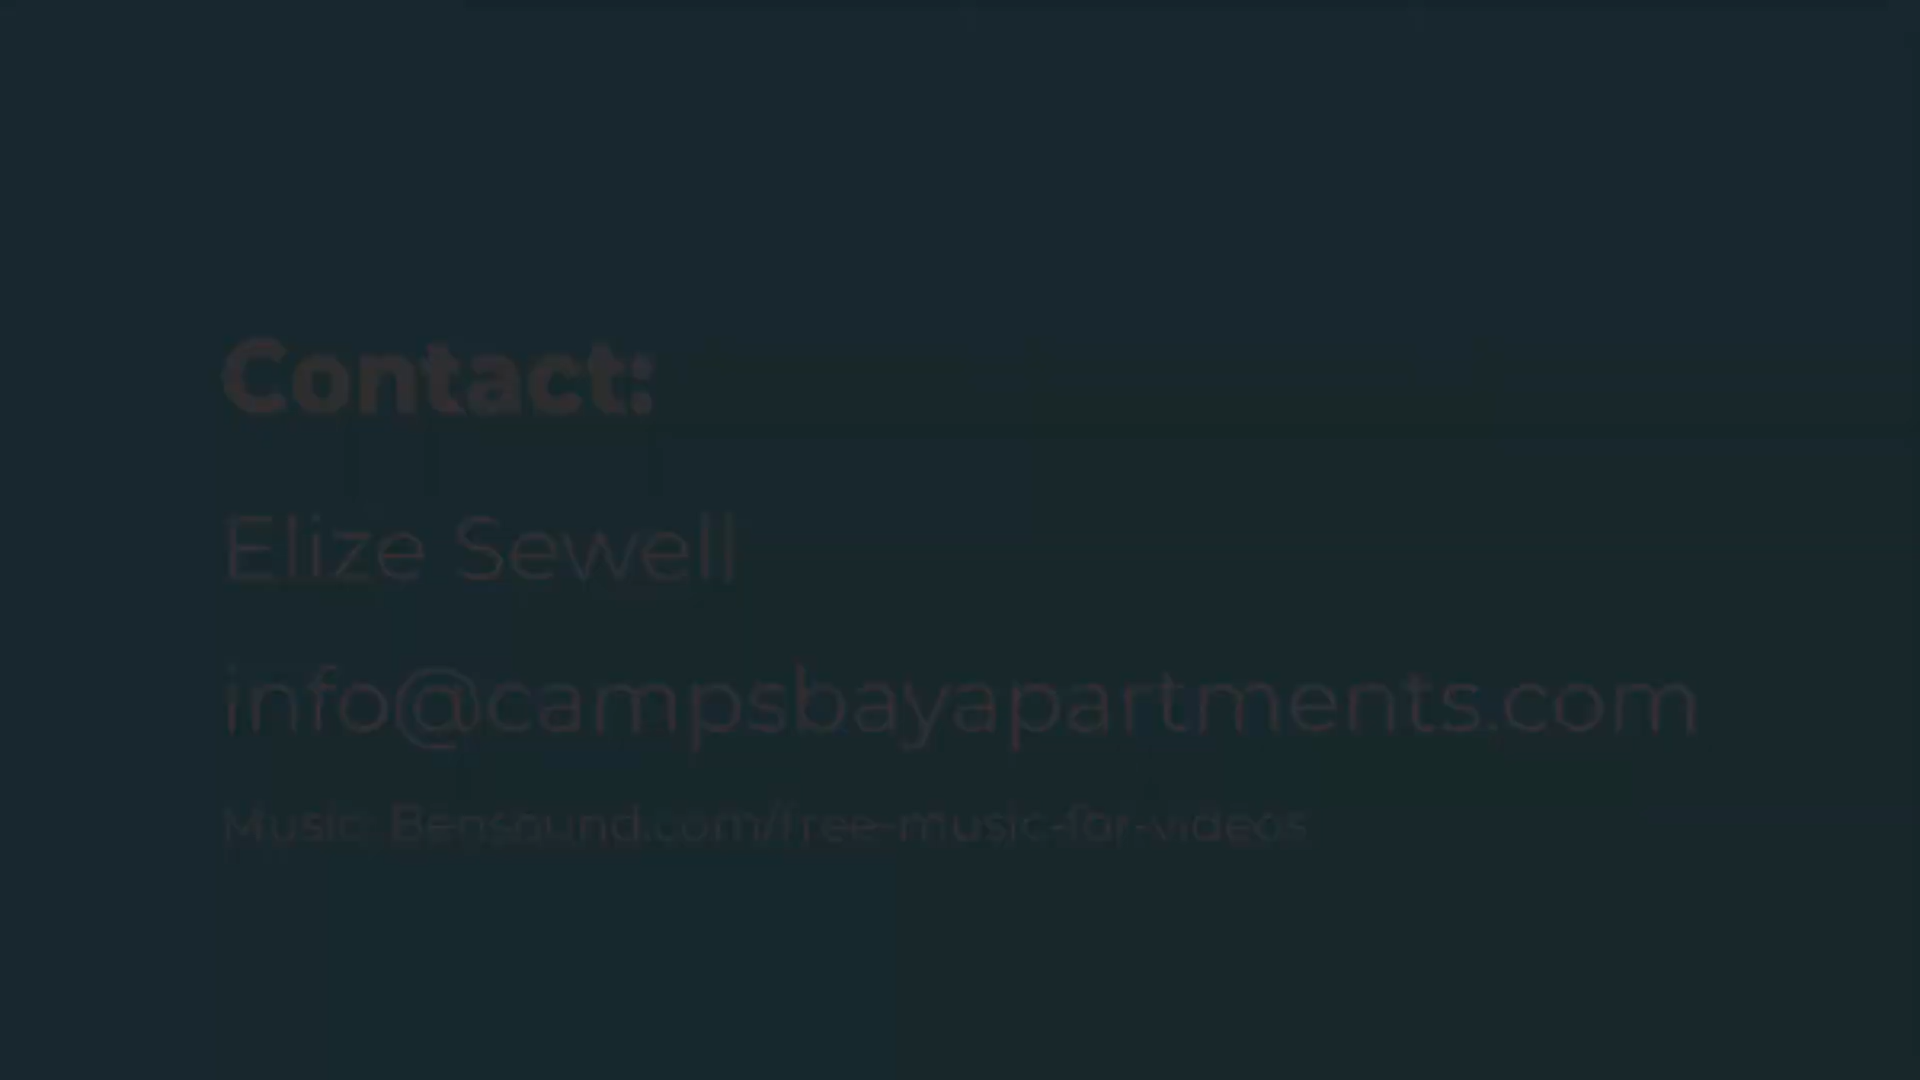 Contact:
Elize Sewell
info@campsbayapartments.com
Music: Bensound.com/free-music-for-videos